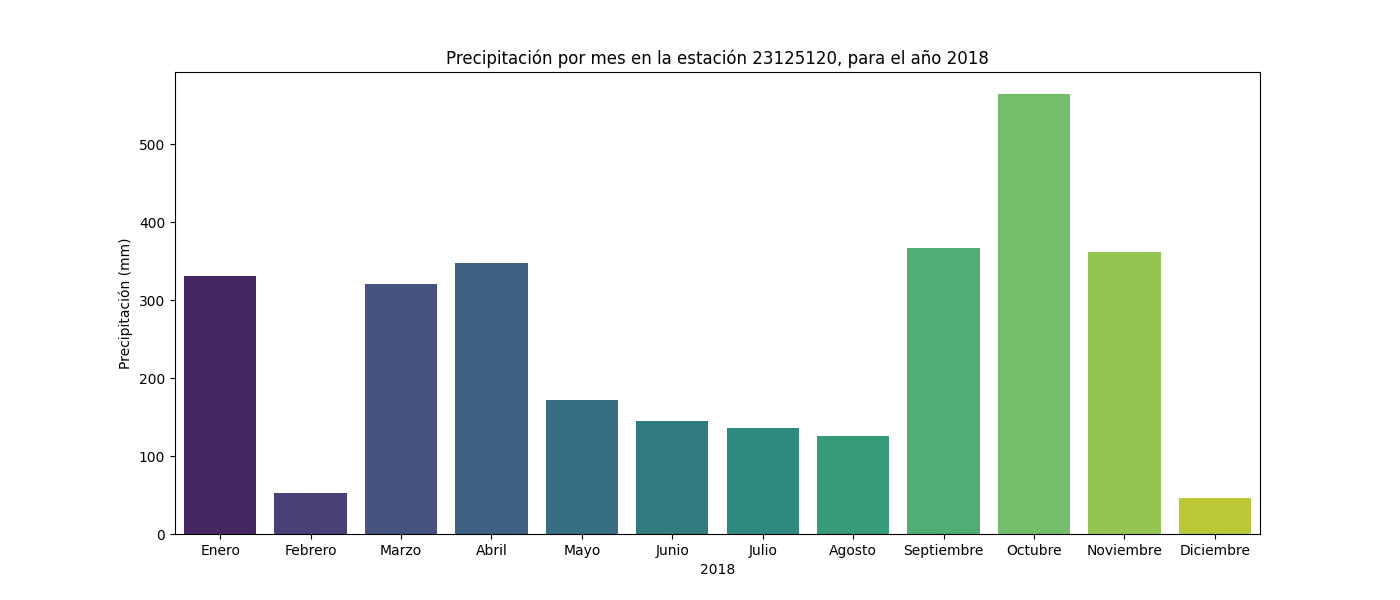 Precipitación por mes en la estación 23125120, para el año 2018
Precipitación (mm)
500
400
300
200
100
0
Enero Febrero Marzo Abril Mayo Junio Julio Agosto Septiembre Octubre Noviembre Diciembre
2018